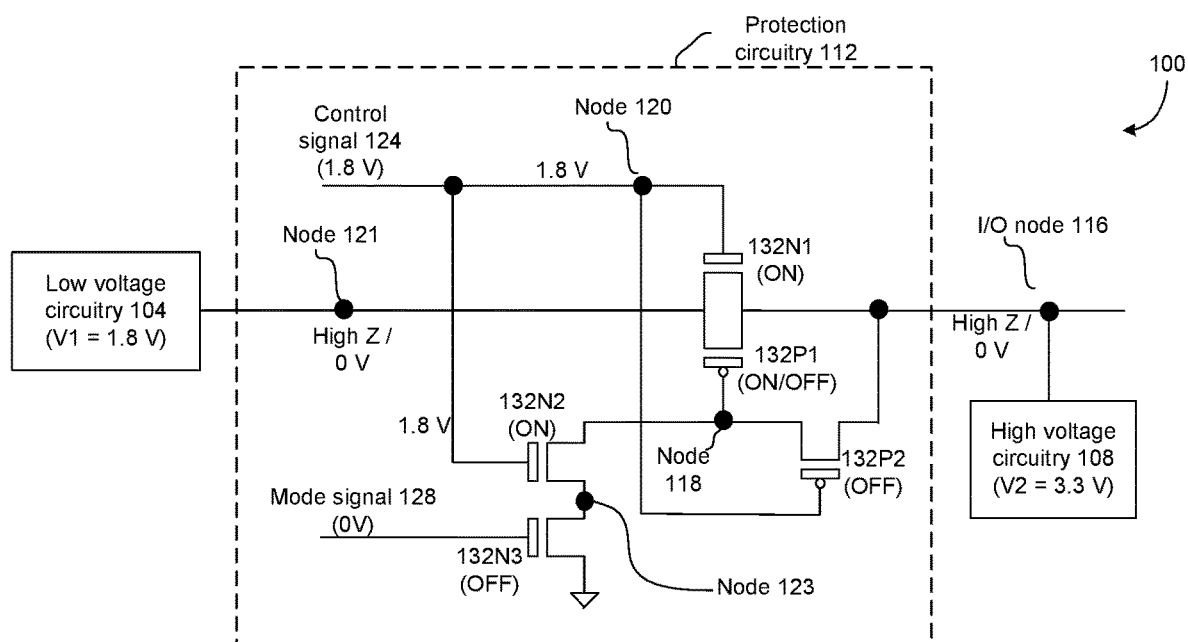 Protection
circuitry 112
100
Node 120
Control
signal 124
(1.8 V)
1.8 V
Node 121
I/O node 116
132N1
(ON)
Low voltage
circuitry 104
(V1 = 1.8 V)
High Z /
0 V
High Z /
0 V
132P1
(ON/OFF)
132N2
(ON)
1.8 V
Node
118
132P2
(OFF)
High voltage
circuitry 108
(V2 = 3.3 V)
Mode signal 128
(0V)
132N3
(OFF)
Node 123